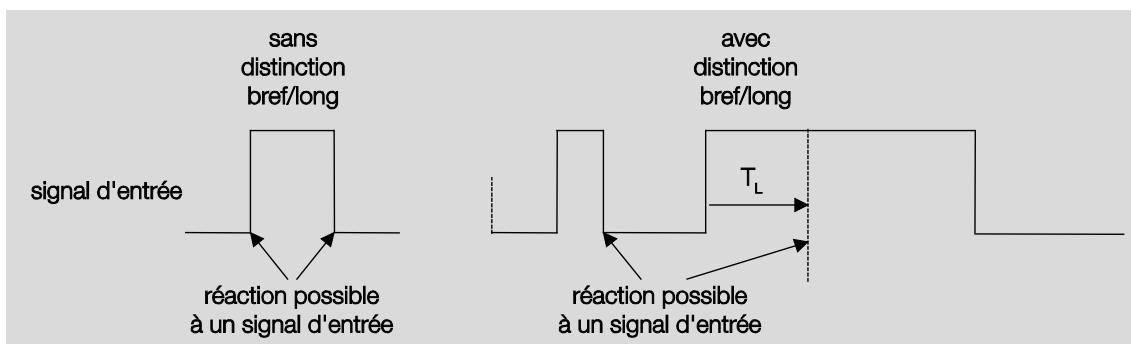 sans
distinction
bref/long
avec
distinction
bref/long
signal d'entrée
T_L
réaction possible
à un signal d'entrée
réaction possible
à un signal d'entrée